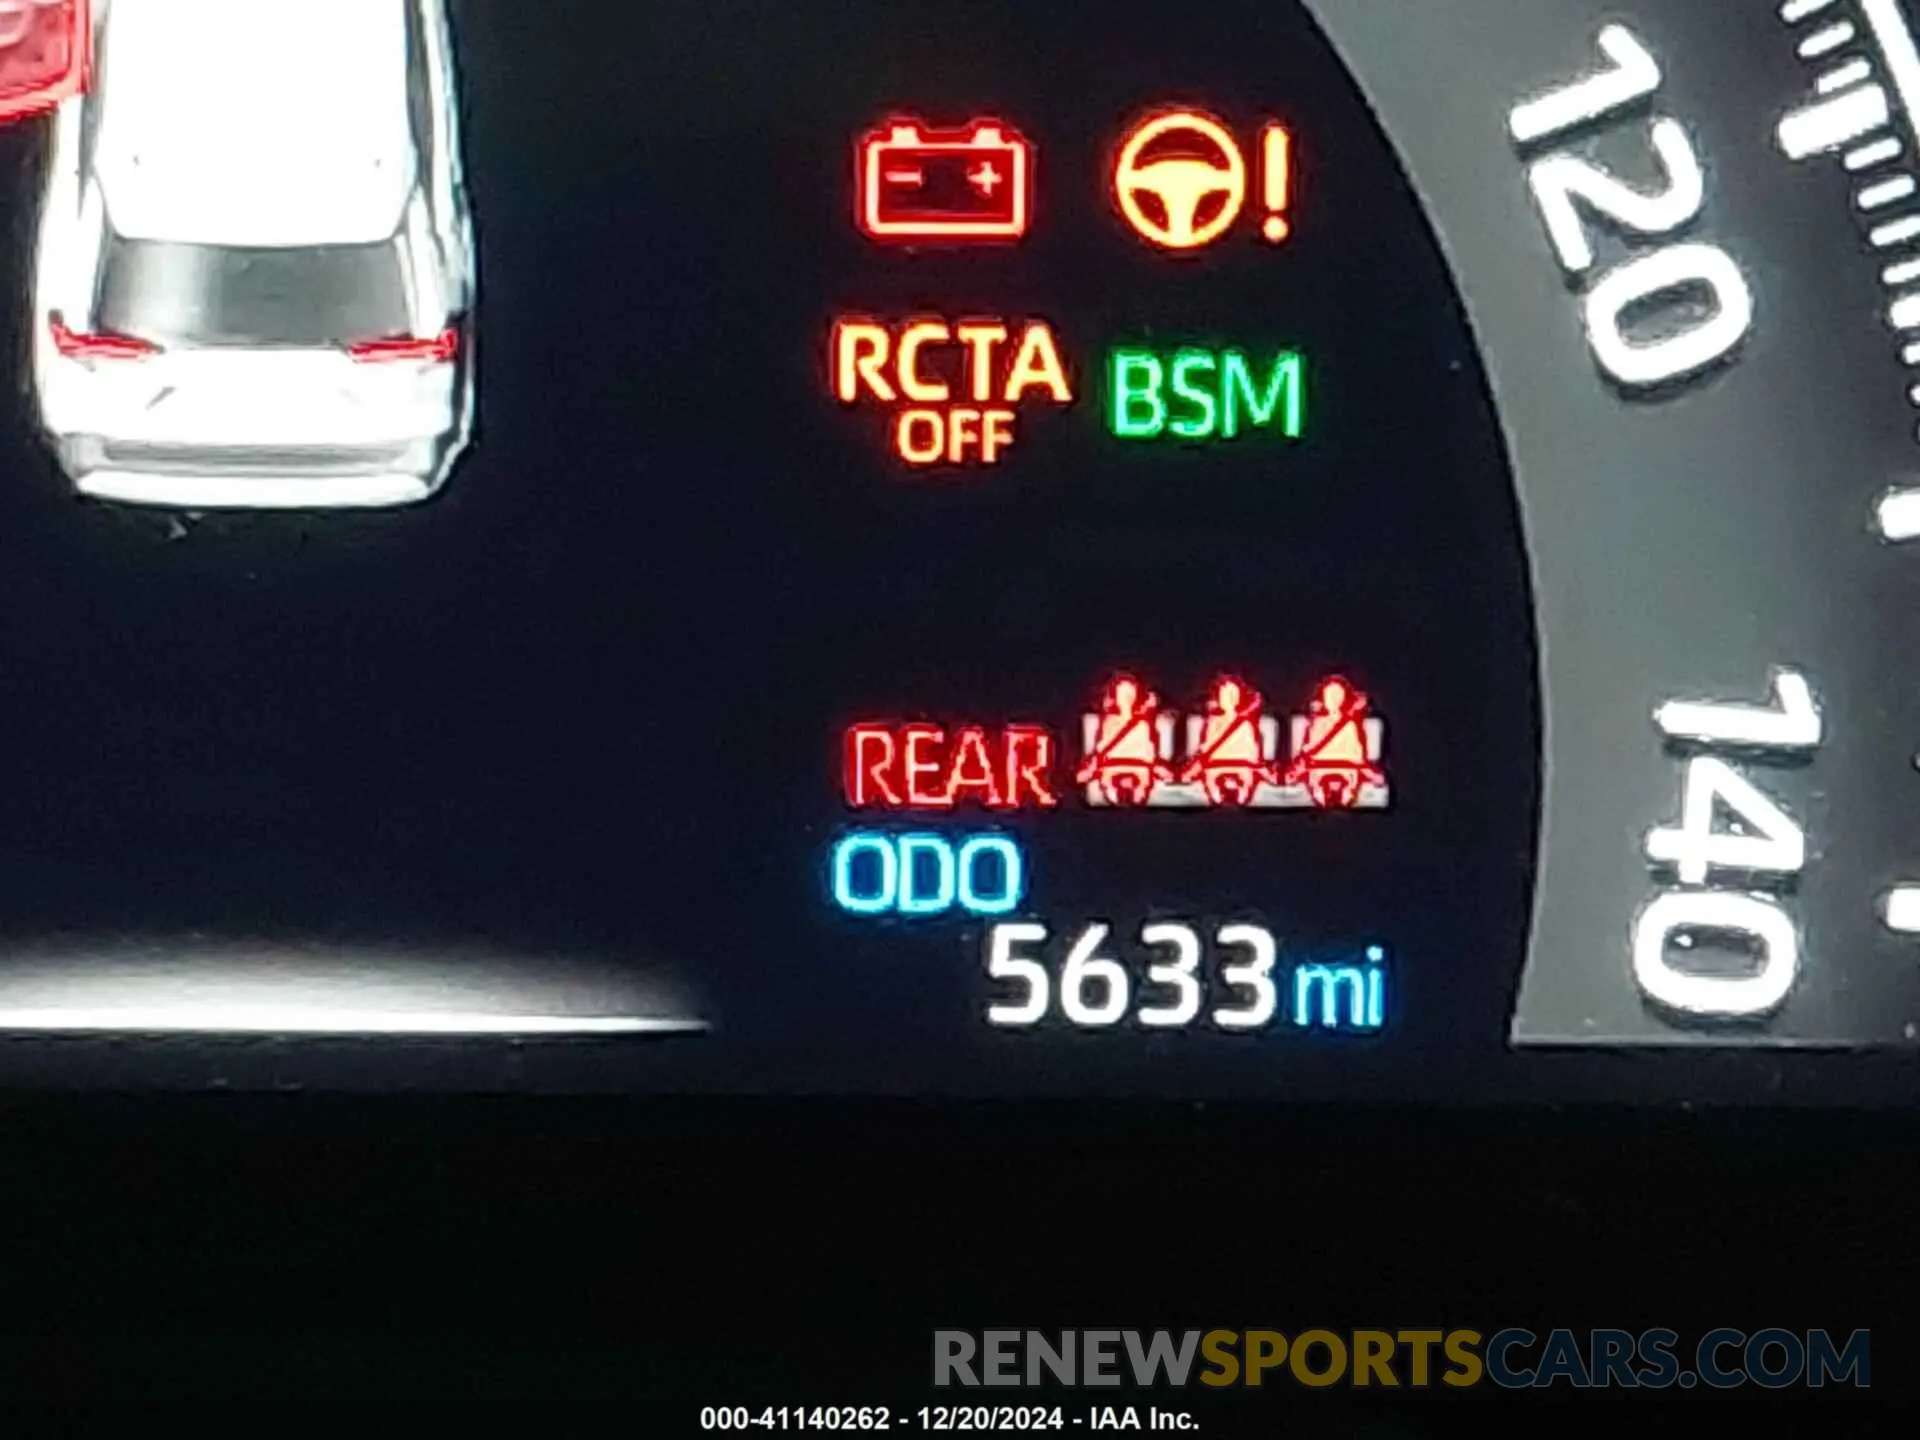 120
RCTA BSM
OFF
140
REAR
ODO
5633 mi
RENEWSPORTSCARS.COM
000-41140262 - 12/20/2024 - IAA Inc.